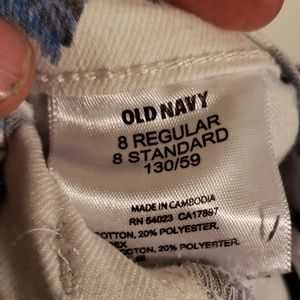 OLD NAVY
8 REGULAR
8 STANDARD
130/59
MADE IN CAMBODIA
RN 54023 CA17897
COTTON, 20% POLYESTER,
COTTON, 20% POLYESTER,